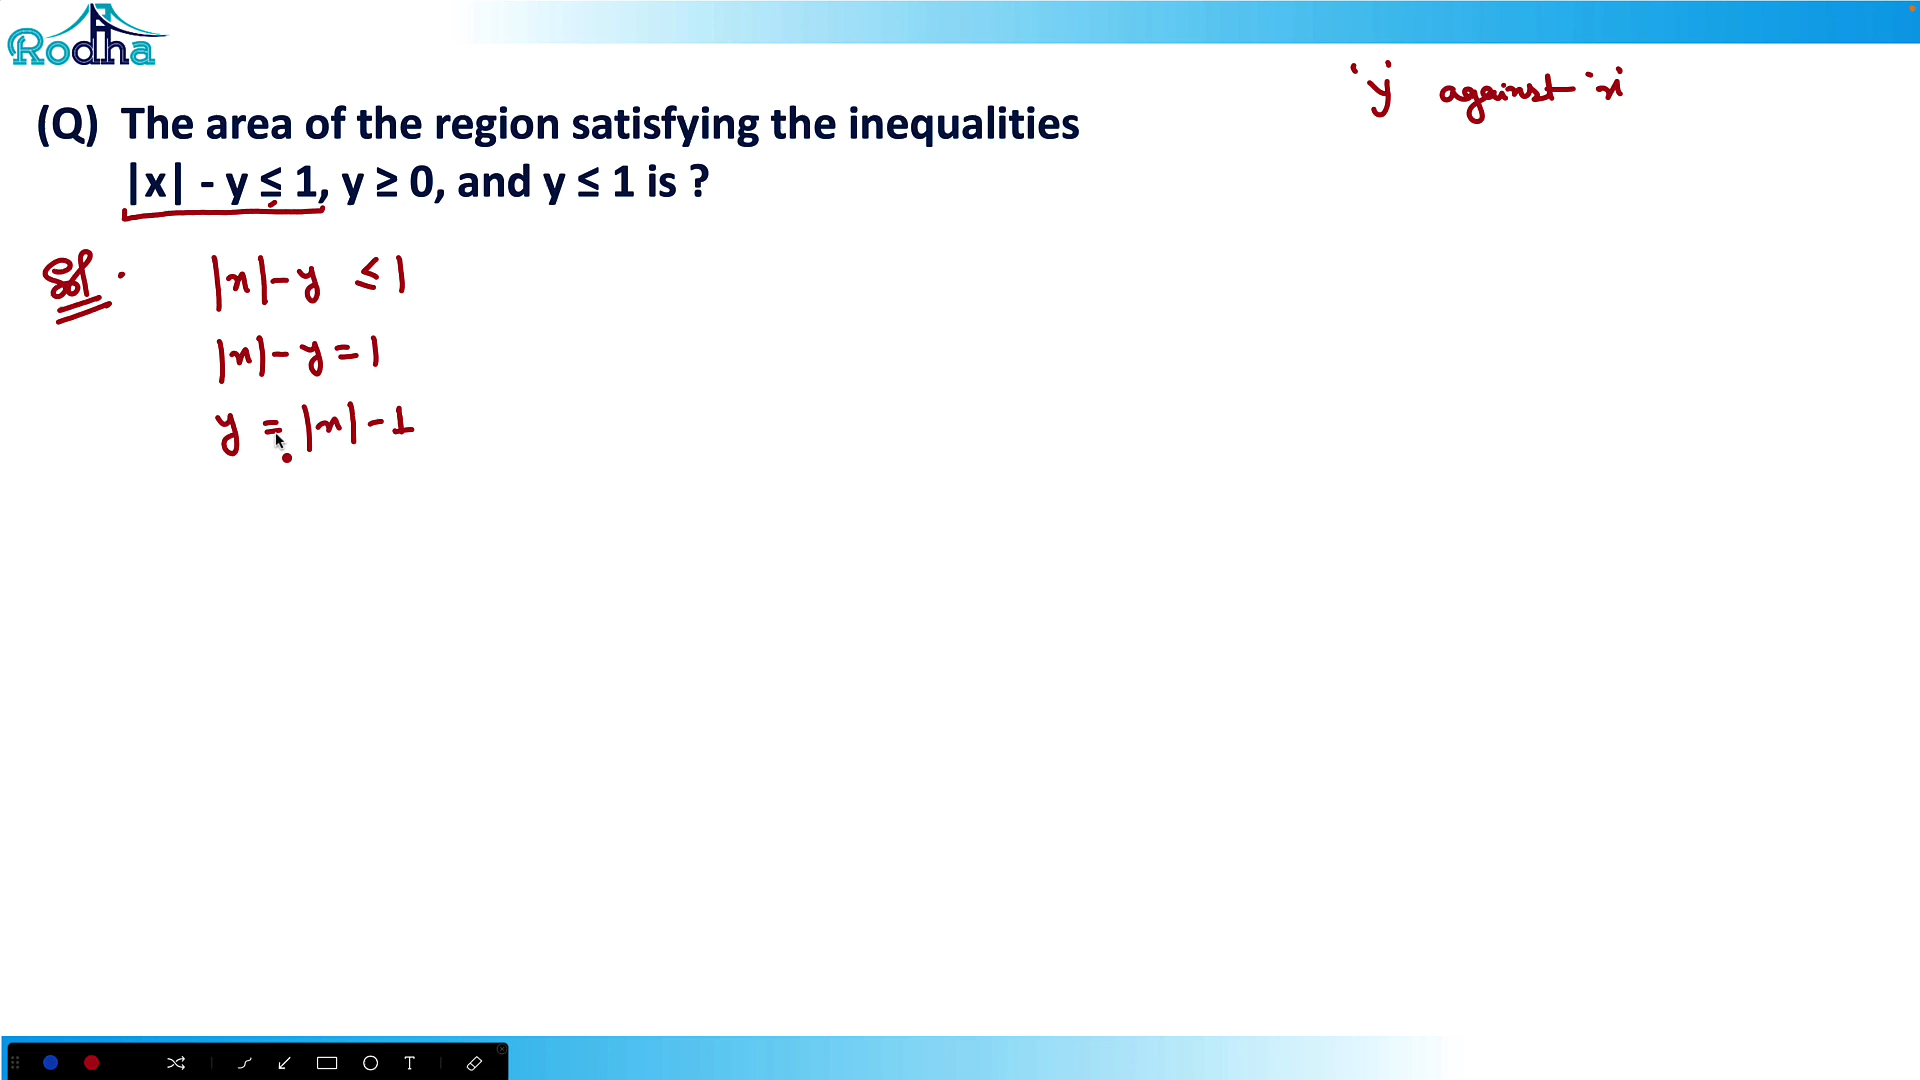 Rodha
'y' against 'x'
(Q) The area of the region satisfying the inequalities
|x| - y ≤ 1, y ≥ 0, and y ≤ 1 is ?
Sol.
|x| - y ≤ 1
|x| - y = 1
y = |x| - 1
T